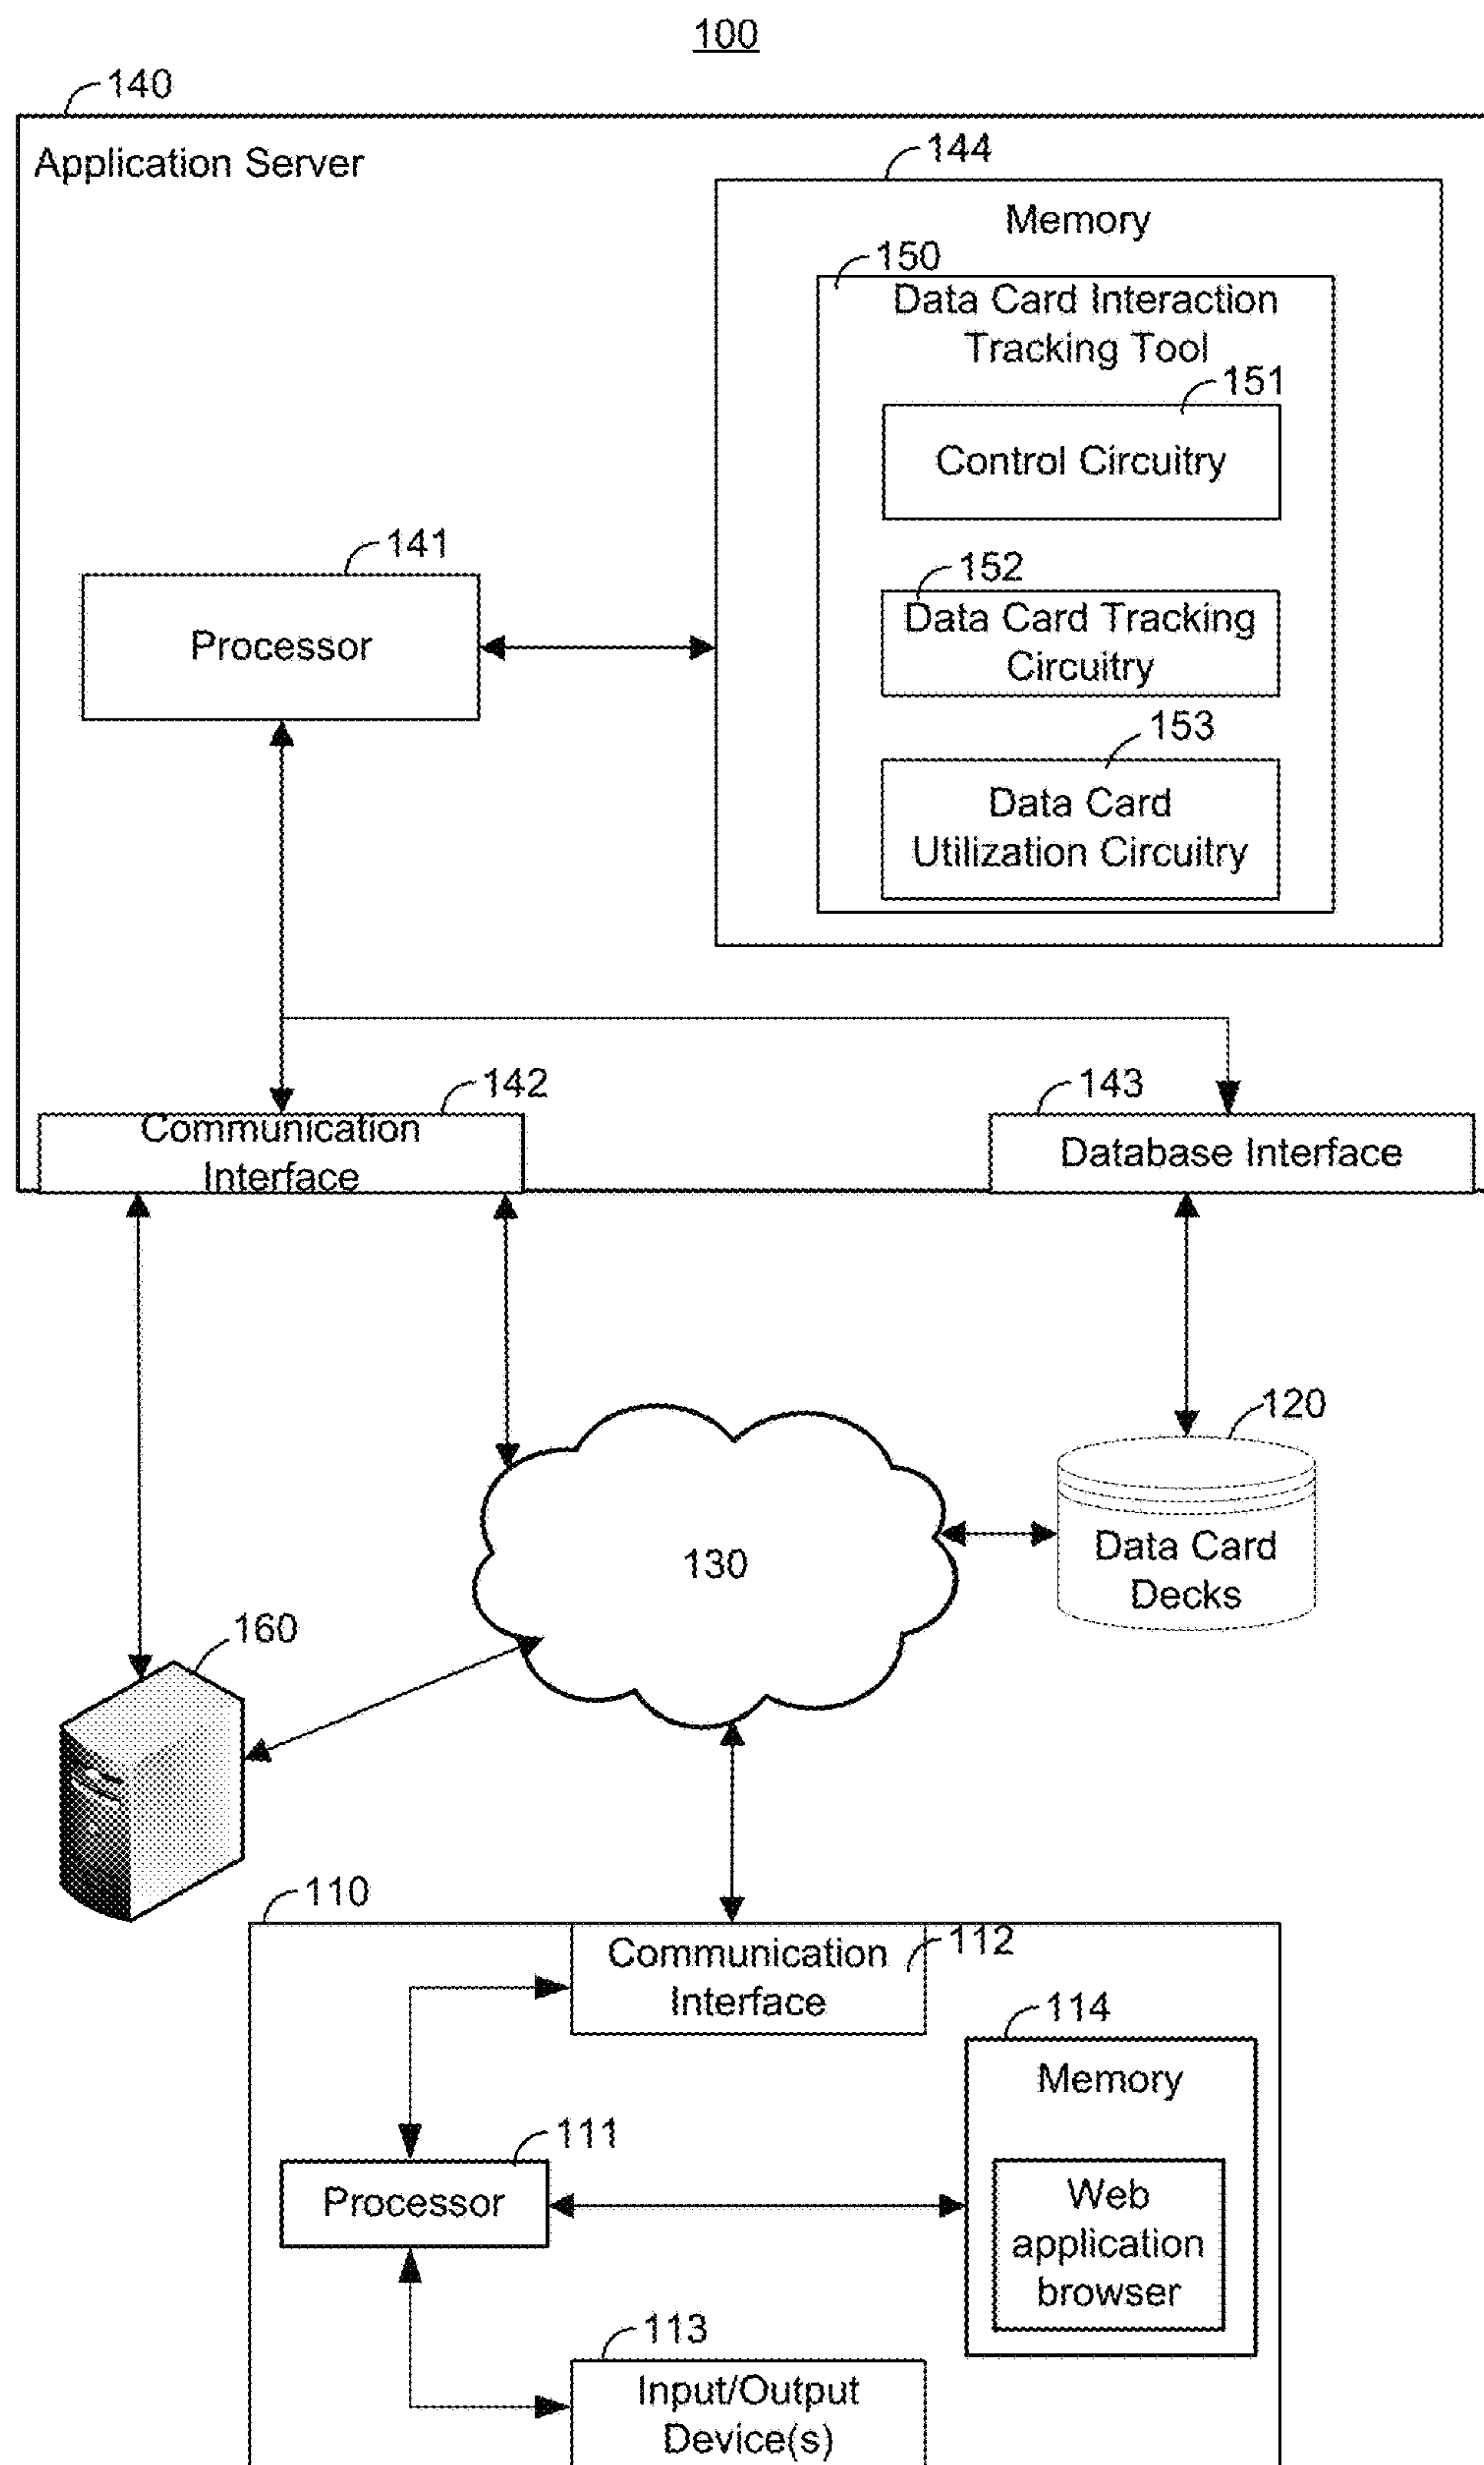 100
140
Application Server
144
Memory
150
Data Card Interaction
Tracking Tool
151
Control Circuitry
141
Processor
152
Data Card Tracking
Circuitry
153
Data Card
Utilization Circuitry
142
Communication
Interface
143
Database Interface
120
Data Card
Decks
130
160
110
Communication
Interface
112
114
Memory
111
Processor
Web
application
browser
113
Input/Output
Device(s)